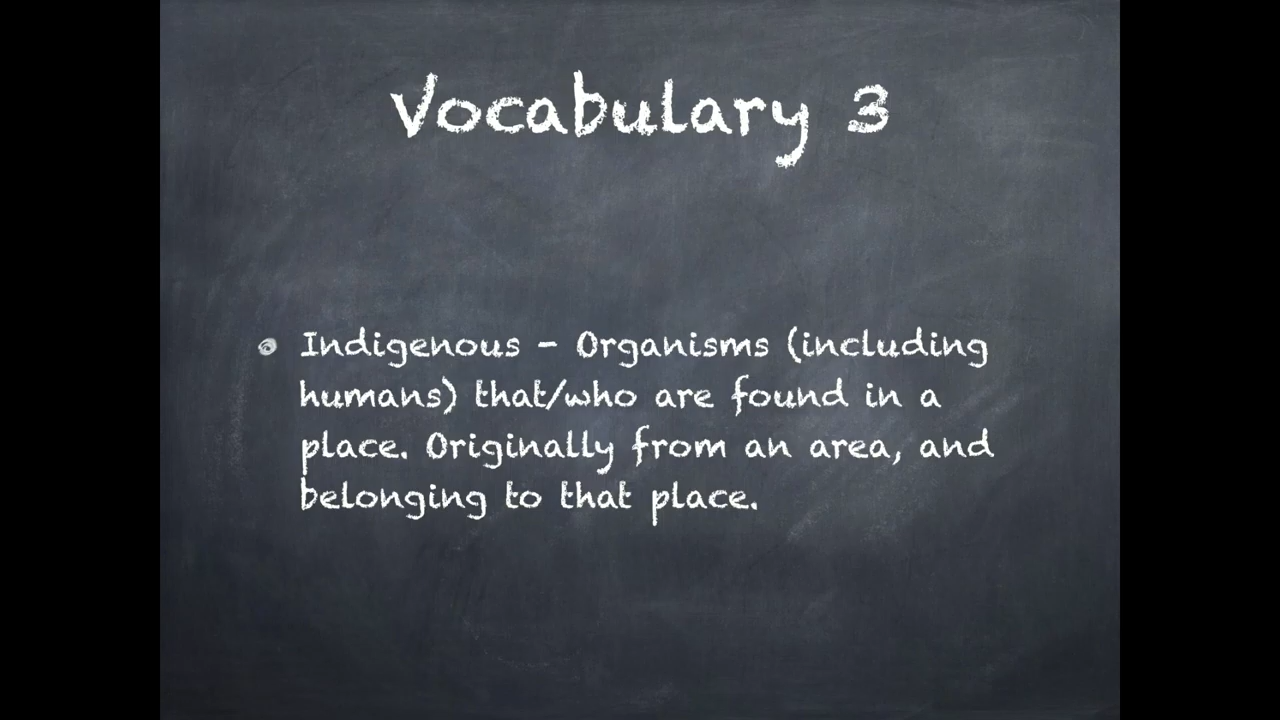 Vocabulary 3
Indigenous - Organisms (including
humans) that/who are found in a
place. Originally from an area, and
belonging to that place.